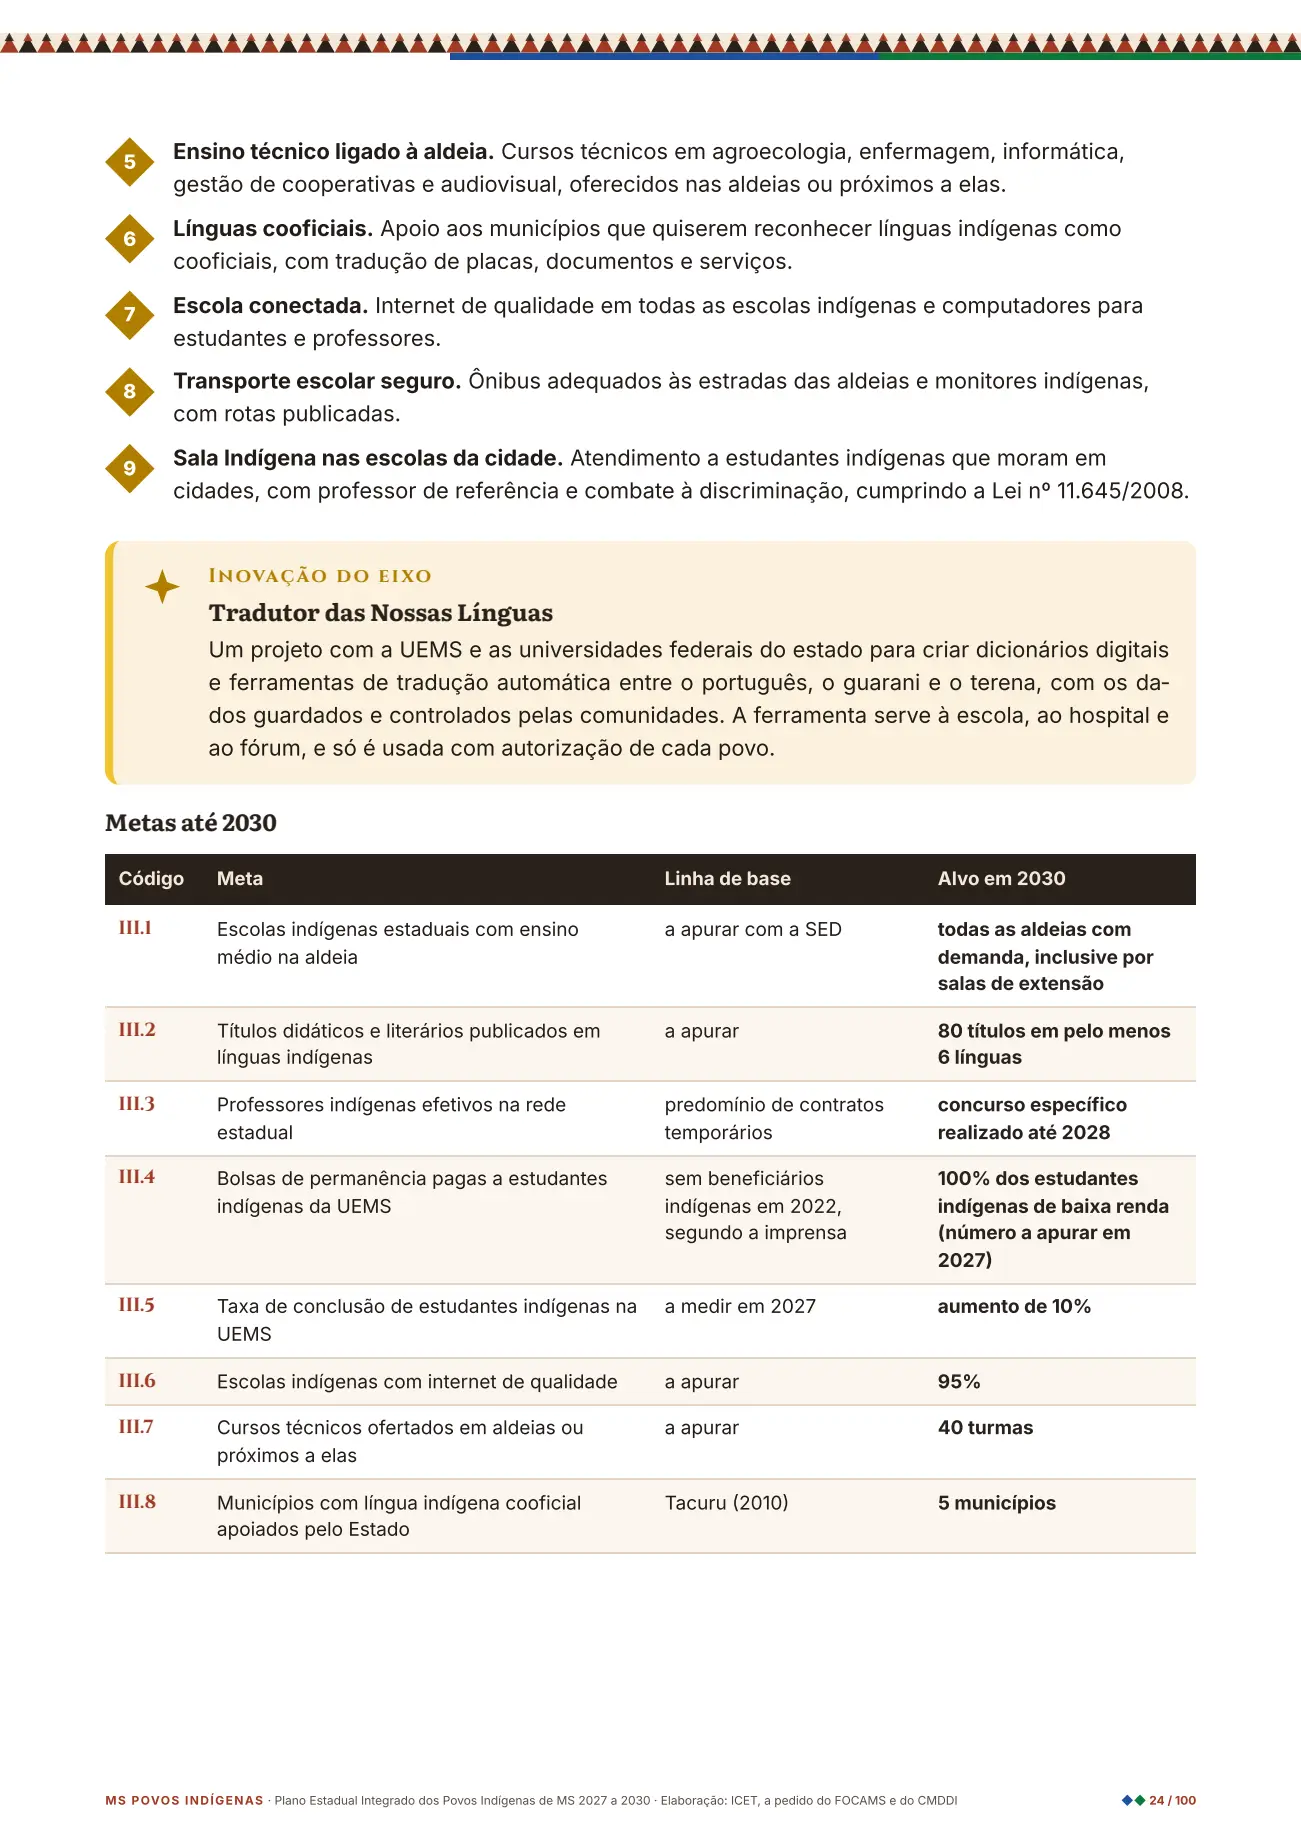 5
Ensino técnico ligado à aldeia. Cursos técnicos em agroecologia, enfermagem, informática,
gestão de cooperativas e audiovisual, oferecidos nas aldeias ou próximos a elas.
6
Línguas cooficiais. Apoio aos municípios que quiserem reconhecer línguas indígenas como
cooficiais, com tradução de placas, documentos e serviços.
7
Escola conectada. Internet de qualidade em todas as escolas indígenas e computadores para
estudantes e professores.
8
Transporte escolar seguro. Ônibus adequados às estradas das aldeias e monitores indígenas,
com rotas publicadas.
9
Sala Indígena nas escolas da cidade. Atendimento a estudantes indígenas que moram em
cidades, com professor de referência e combate à discriminação, cumprindo a Lei nº 11.645/2008.
Inovação do eixo
Tradutor das Nossas Línguas
Um projeto com a UEMS e as universidades federais do estado para criar dicionários digitais
e ferramentas de tradução automática entre o português, o guarani e o terena, com os da-
dos guardados e controlados pelas comunidades. A ferramenta serve à escola, ao hospital e
ao fórum, e só é usada com autorização de cada povo.
Metas até 2030
Código Meta Linha de base Alvo em 2030
III.1 Escolas indígenas estaduais com ensino a apurar com a SED todas as aldeias com
médio na aldeia demanda, inclusive por
salas de extensão
III.2 Títulos didáticos e literários publicados em a apurar 80 títulos em pelo menos
línguas indígenas 6 línguas
III.3 Professores indígenas efetivos na rede predomínio de contratos concurso específico
estadual temporários realizado até 2028
III.4 Bolsas de permanência pagas a estudantes sem beneficiários 100% dos estudantes
indígenas da UEMS indígenas em 2022, indígenas de baixa renda
segundo a imprensa (número a apurar em
2027)
III.5 Taxa de conclusão de estudantes indígenas na a medir em 2027 aumento de 10%
UEMS
III.6 Escolas indígenas com internet de qualidade a apurar 95%
III.7 Cursos técnicos ofertados em aldeias ou a apurar 40 turmas
próximos a elas
III.8 Municípios com língua indígena cooficial Tacuru (2010) 5 municípios
apoiados pelo Estado
MS POVOS INDÍGENAS · Plano Estadual Integrado dos Povos Indígenas de MS 2027 a 2030 · Elaboração: ICET, a pedido do FOCAMS e do CMDDI 24 / 100